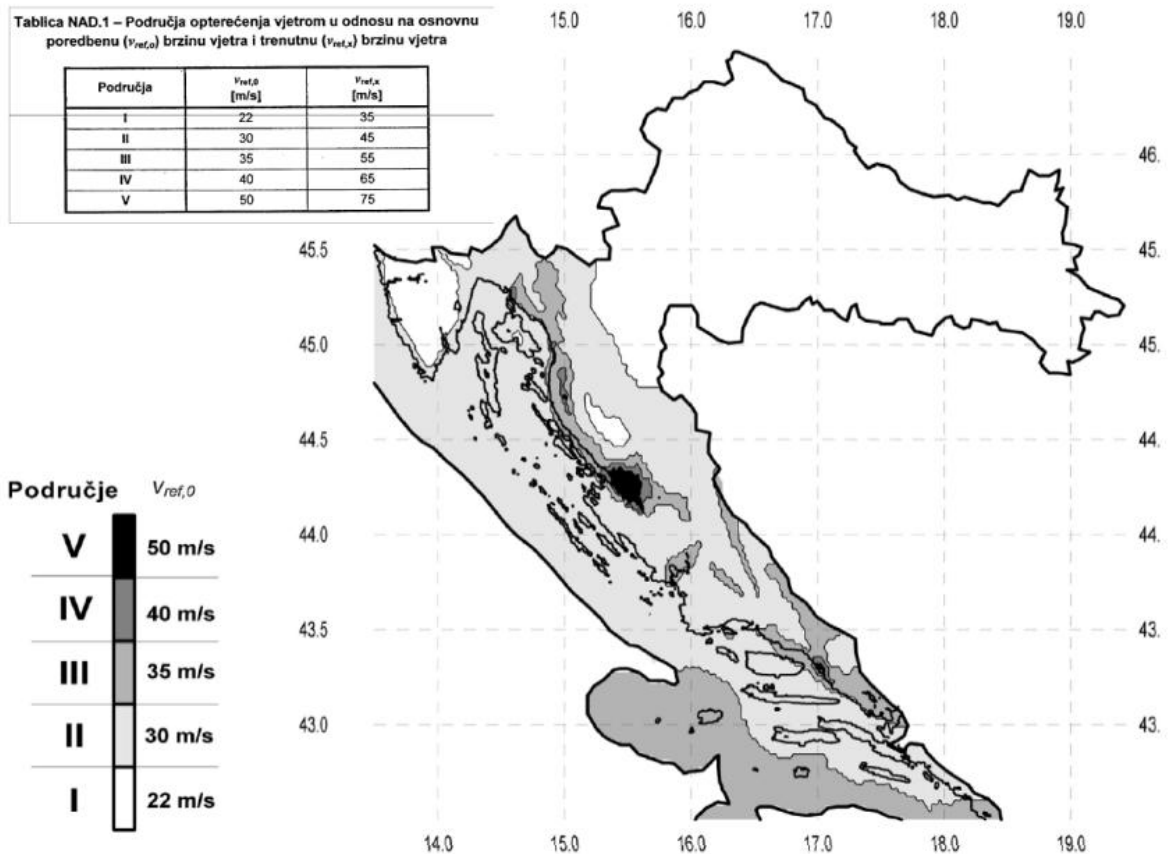 Tablica NAD.1 – Područja opterećenja vjetrom u odnosu na osnovnu
poredbenu (vref,o) brzinu vjetra i trenutnu (vref,x) brzinu vjetra
Područja vref,0 [m/s] vref,x [m/s]
I 22 35
II 30 45
III 35 55
IV 40 65
V 50 75
15.0 16.0 17.0 18.0 19.0
46.
45.5 45.
45.0 45.
44.5 44.
44.0 44.
43.5 43.
43.0 43.
14.0 15.0 16.0 17.0 18.0 19.0
Područje Vref,0
V 50 m/s
IV 40 m/s
III 35 m/s
II 30 m/s
I 22 m/s